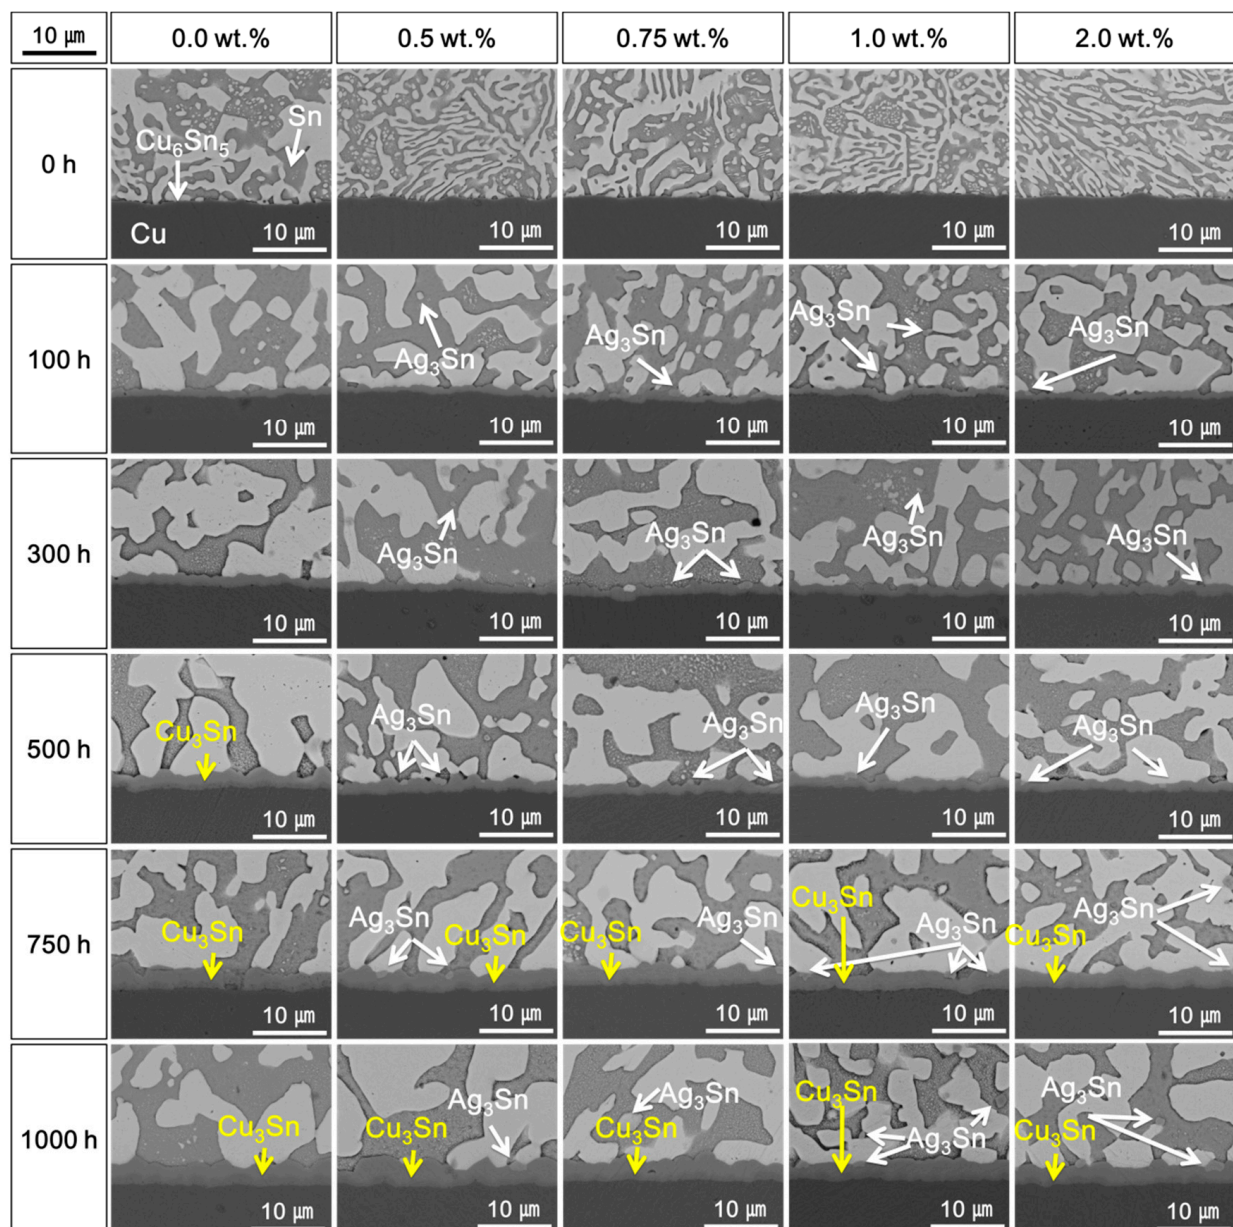 10 μm 0.0 wt.% 0.5 wt.% 0.75 wt.% 1.0 wt.% 2.0 wt.%
0 h
Cu₆Sn₅
Sn
Cu
10 μm
10 μm
10 μm
10 μm
10 μm
100 h
10 μm
Ag₃Sn
10 μm
Ag₃Sn
10 μm
Ag₃Sn
10 μm
Ag₃Sn
10 μm
300 h
10 μm
Ag₃Sn
10 μm
Ag₃Sn
10 μm
Ag₃Sn
10 μm
Ag₃Sn
10 μm
500 h
Cu₃Sn
10 μm
Ag₃Sn
10 μm
Ag₃Sn
10 μm
Ag₃Sn
10 μm
Ag₃Sn
10 μm
750 h
Cu₃Sn
10 μm
Ag₃Sn
Cu₃Sn
10 μm
Cu₃Sn
Ag₃Sn
10 μm
Cu₃Sn
Ag₃Sn
10 μm
Ag₃Sn
Cu₃Sn
10 μm
1000 h
Cu₃Sn
10 μm
Ag₃Sn
Cu₃Sn
10 μm
Ag₃Sn
Cu₃Sn
10 μm
Cu₃Sn
Ag₃Sn
10 μm
Ag₃Sn
Cu₃Sn
10 μm